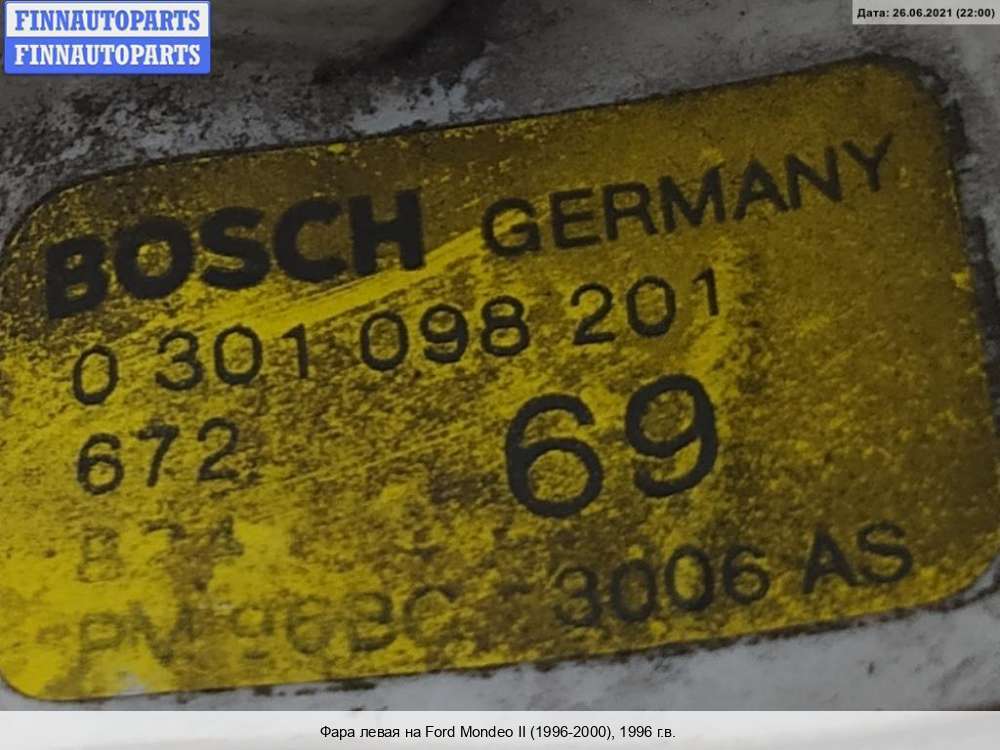 FINNAUTOPARTS
FINNAUTOPARTS
Дата: 26.06.2021 (22:00)
BOSCH GERMANY
0 301 098 201
672 69
3006 AS
Фара левая на Ford Mondeo II (1996-2000), 1996 г.в.